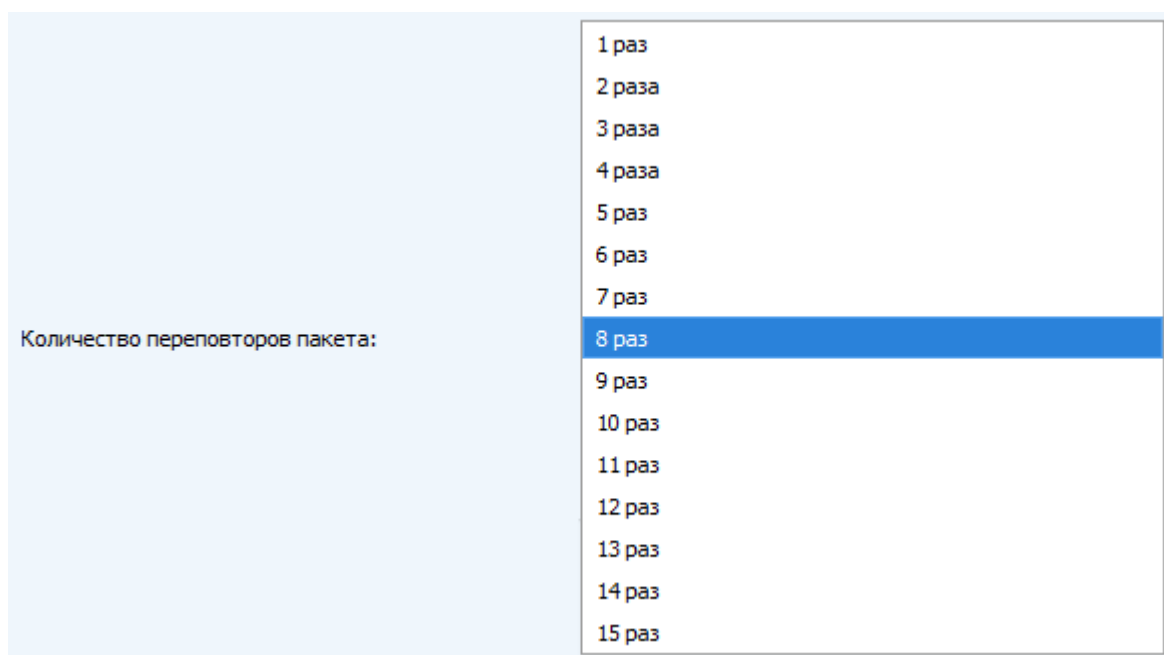 1 раз
2 раза
3 раза
4 раза
5 раз
6 раз
7 раз
Количество переповторов пакета:
8 раз
9 раз
10 раз
11 раз
12 раз
13 раз
14 раз
15 раз